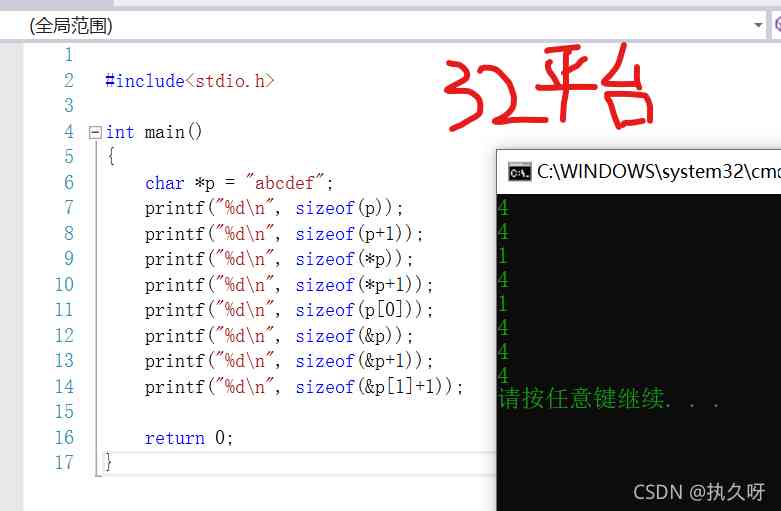 (全局范围)
32平台
1
2 #include<stdio.h>
3
4 int main()
5 {
6 char *p = "abcdef";
7 printf("%d\n", sizeof(p));
8 printf("%d\n", sizeof(p+1));
9 printf("%d\n", sizeof(*p));
10 printf("%d\n", sizeof(*p+1));
11 printf("%d\n", sizeof(p[0]));
12 printf("%d\n", sizeof(&p));
13 printf("%d\n", sizeof(&p+1));
14 printf("%d\n", sizeof(&p[1]+1));
15
16 return 0;
17 }
C:\WINDOWS\system32\cmd
4
4
1
4
1
4
4
4
请按任意键继续. . .
CSDN @执久呀